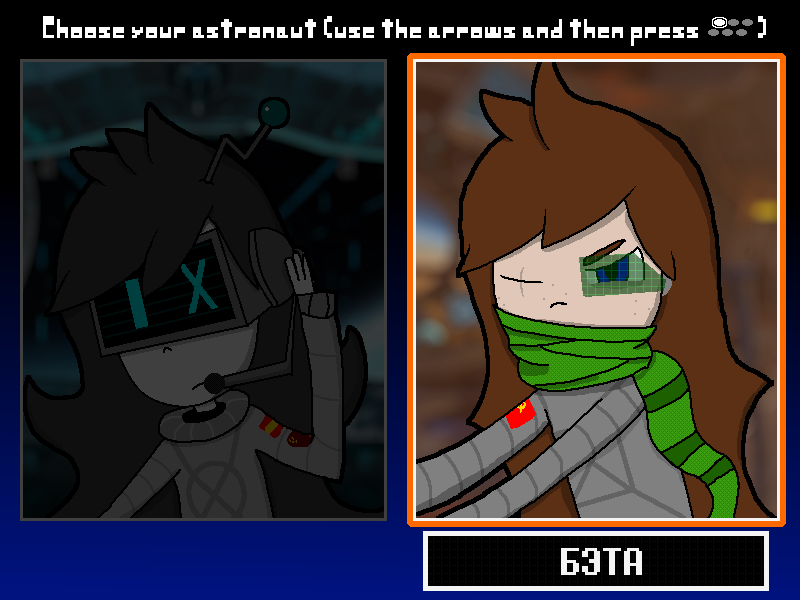 Choose your astronaut (use the arrows and then press )
I X
БЭТА